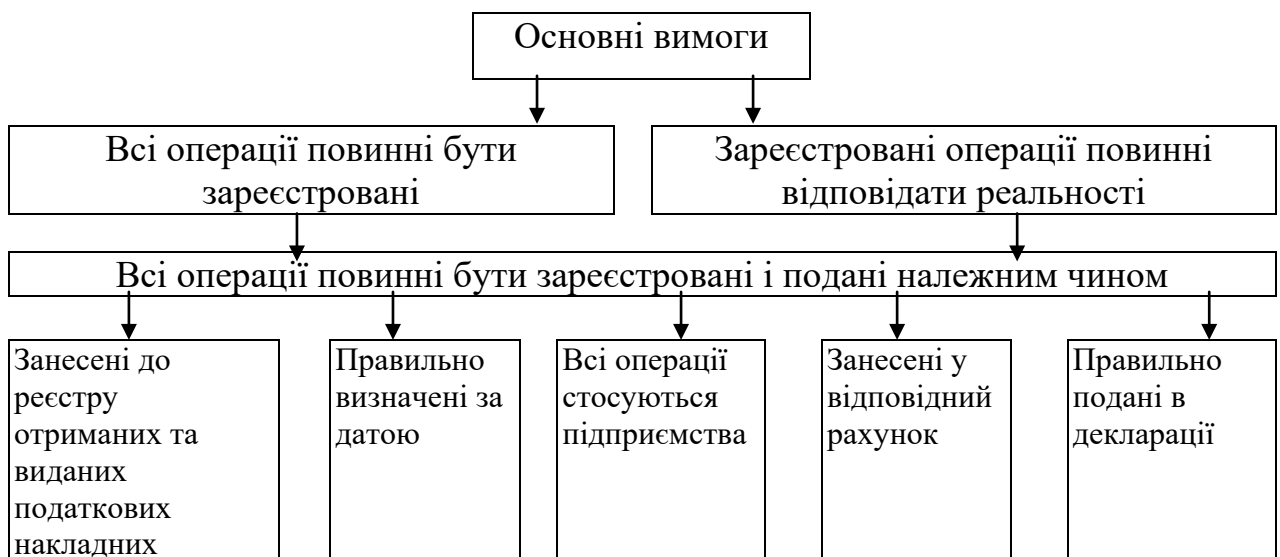 Основні вимоги
Всі операції повинні бути
зареєстровані
Зареєстровані операції повинні
відповідати реальності
Всі операції повинні бути зареєстровані і подані належним чином
Занесені до
реєстру
отриманих та
виданих
податкових
накладних
Правильно
визначені за
датою
Всі операції
стосуються
підприємства
Занесені у
відповідний
рахунок
Правильно
подані в
декларації